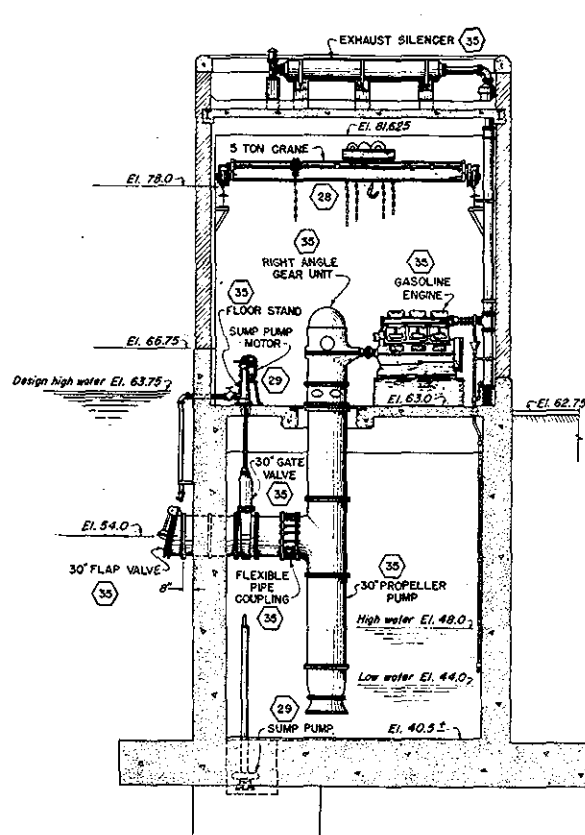 EXHAUST SILENCER 35
El. 81.625
5 TON CRANE
El. 78.0
28
35
RIGHT ANGLE
GEAR UNIT
35
GASOLINE
ENGINE
35
FLOOR STAND
El. 66.75
SUMP PUMP
MOTOR
29
Design high water El. 63.75
El. 63.0
El. 62.75
30" GATE
VALVE
35
El. 54.0
30" FLAP VALVE
35
8"
FLEXIBLE
PIPE
COUPLING
35
35
30" PROPELLER
PUMP
High water El. 48.0
Low water El. 44.0
29
SUMP PUMP
El. 40.5 ±